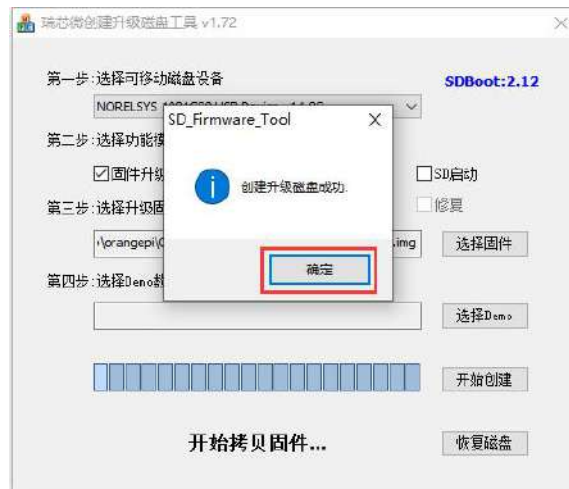 瑞芯微创建升级磁盘工具 v1.72
第一步:选择可移动磁盘设备
SDBoot:2.12
NORELSYS
SD_Firmware_Tool
第二步:选择功能模
固件升级
SD启动
创建升级磁盘成功.
第三步:选择升级固
修复
\orangepi\
.img
选择固件
确定
第四步:选择Demo数
选择Demo
开始创建
开始拷贝固件...
恢复磁盘